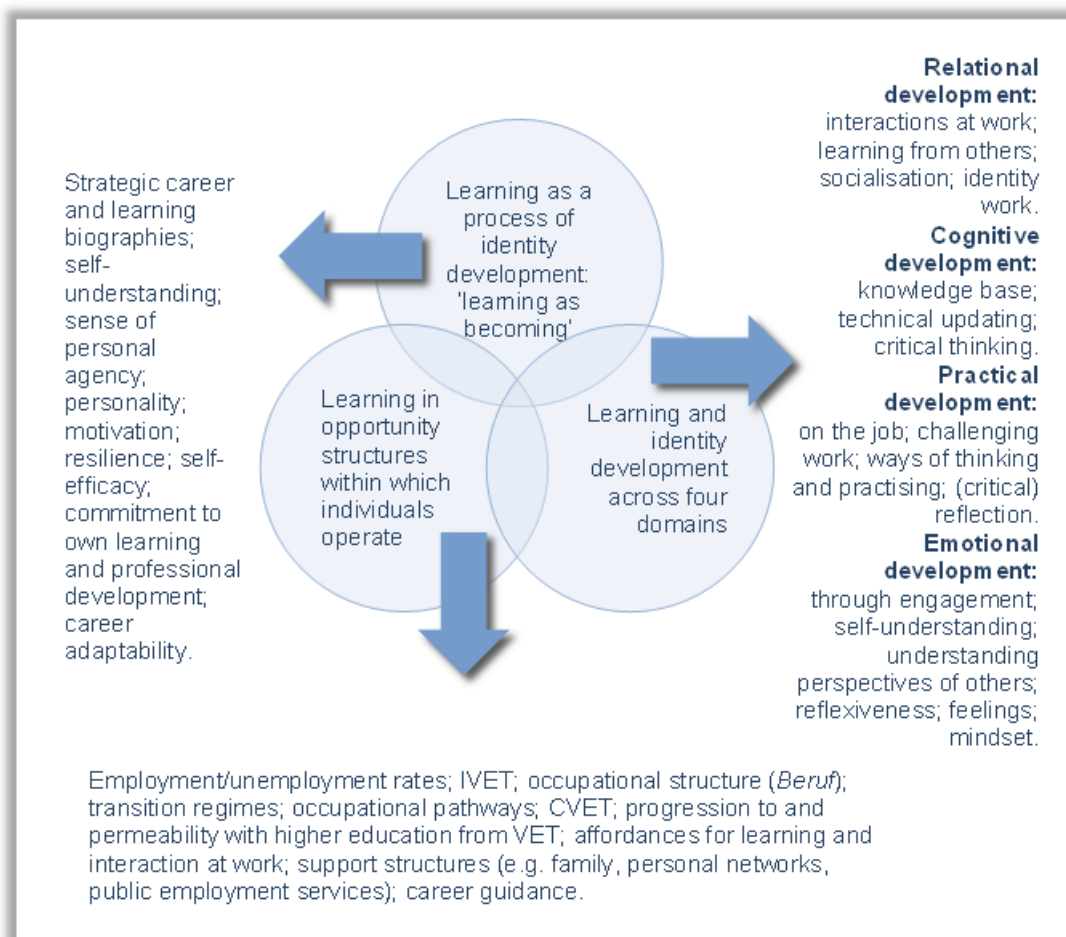 Relational
development:
interactions at work;
learning from others;
socialisation; identity
work.
Cognitive
development:
knowledge base;
technical updating;
critical thinking.
Practical
development:
on the job; challenging
work; ways of thinking
and practising; (critical)
reflection.
Emotional
development:
through engagement;
self-understanding;
understanding
perspectives of others;
reflexiveness; feelings;
mindset.
Strategic career
and learning
biographies;
self-
understanding;
sense of
personal
agency;
personality;
motivation;
resilience; self-
efficacy;
commitment to
own learning
and professional
development;
career
adaptability.
Learning as a
process of
identity
development:
'learning as
becoming'
Learning in
opportunity
structures
within which
individuals
operate
Learning and
identity
development
across four
domains
Employment/unemployment rates; IVET; occupational structure (Beruf);
transition regimes; occupational pathways; CVET; progression to and
permeability with higher education from VET; affordances for learning and
interaction at work; support structures (e.g. family, personal networks,
public employment services); career guidance.